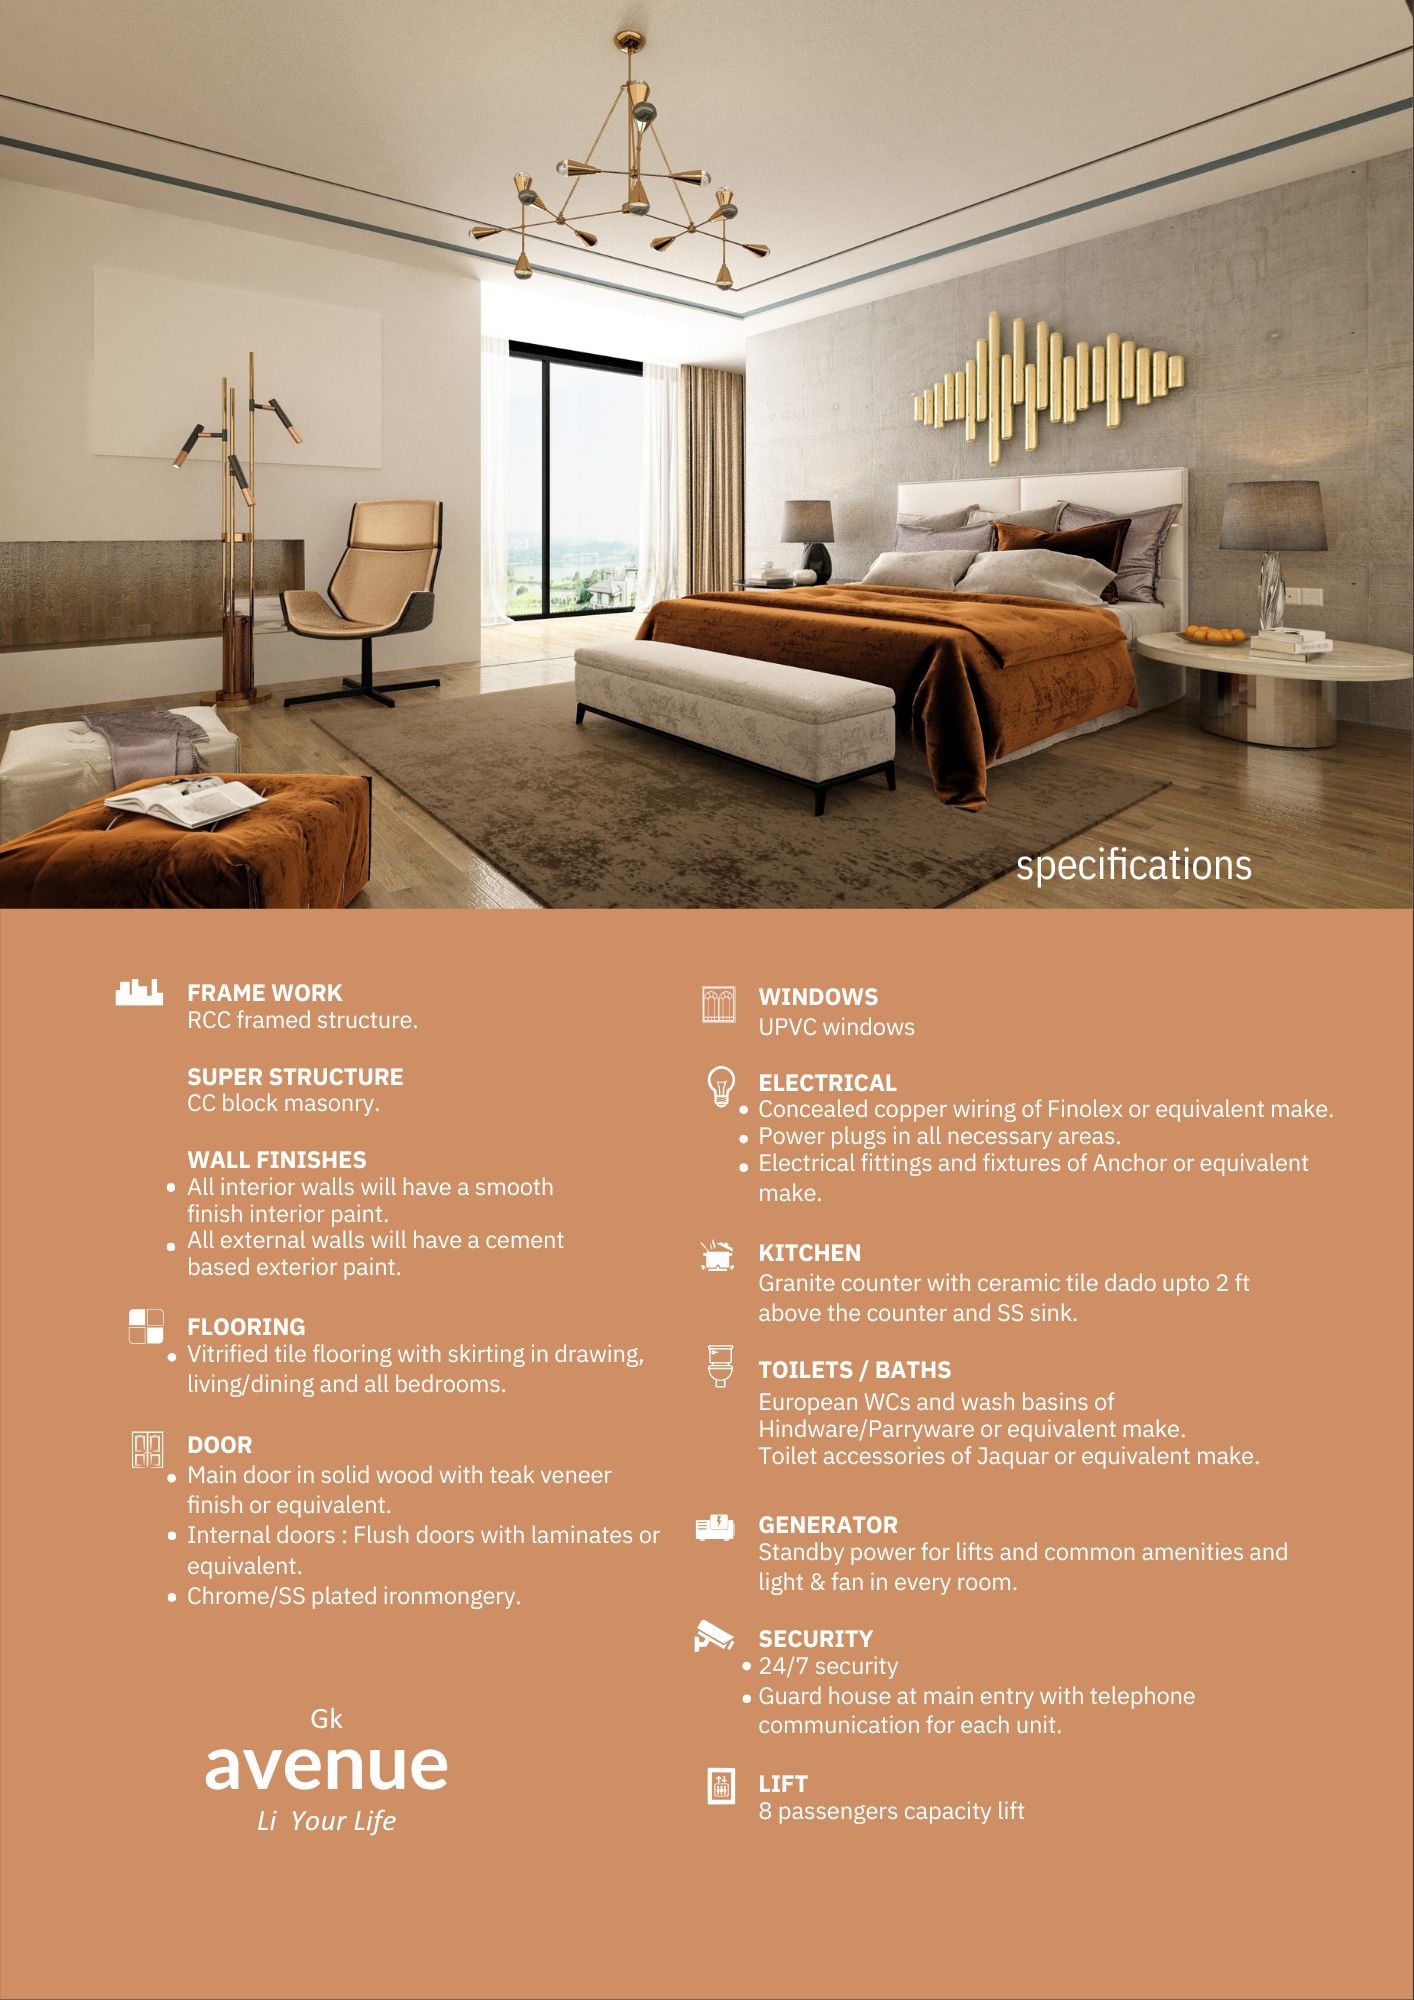 specifications
FRAME WORK
RCC framed structure.
SUPER STRUCTURE
CC block masonry.
WALL FINISHES
• All interior walls will have a smooth
finish interior paint.
• All external walls will have a cement
based exterior paint.
FLOORING
• Vitrified tile flooring with skirting in drawing,
living/dining and all bedrooms.
DOOR
• Main door in solid wood with teak veneer
finish or equivalent.
• Internal doors : Flush doors with laminates or
equivalent.
• Chrome/SS plated ironmongery.
Gk
avenue
Li Your Life
WINDOWS
UPVC windows
ELECTRICAL
• Concealed copper wiring of Finolex or equivalent make.
• Power plugs in all necessary areas.
• Electrical fittings and fixtures of Anchor or equivalent
make.
KITCHEN
Granite counter with ceramic tile dado upto 2 ft
above the counter and SS sink.
TOILETS / BATHS
European WCs and wash basins of
Hindware/Parryware or equivalent make.
Toilet accessories of Jaquar or equivalent make.
GENERATOR
Standby power for lifts and common amenities and
light & fan in every room.
SECURITY
• 24/7 security
• Guard house at main entry with telephone
communication for each unit.
LIFT
8 passengers capacity lift